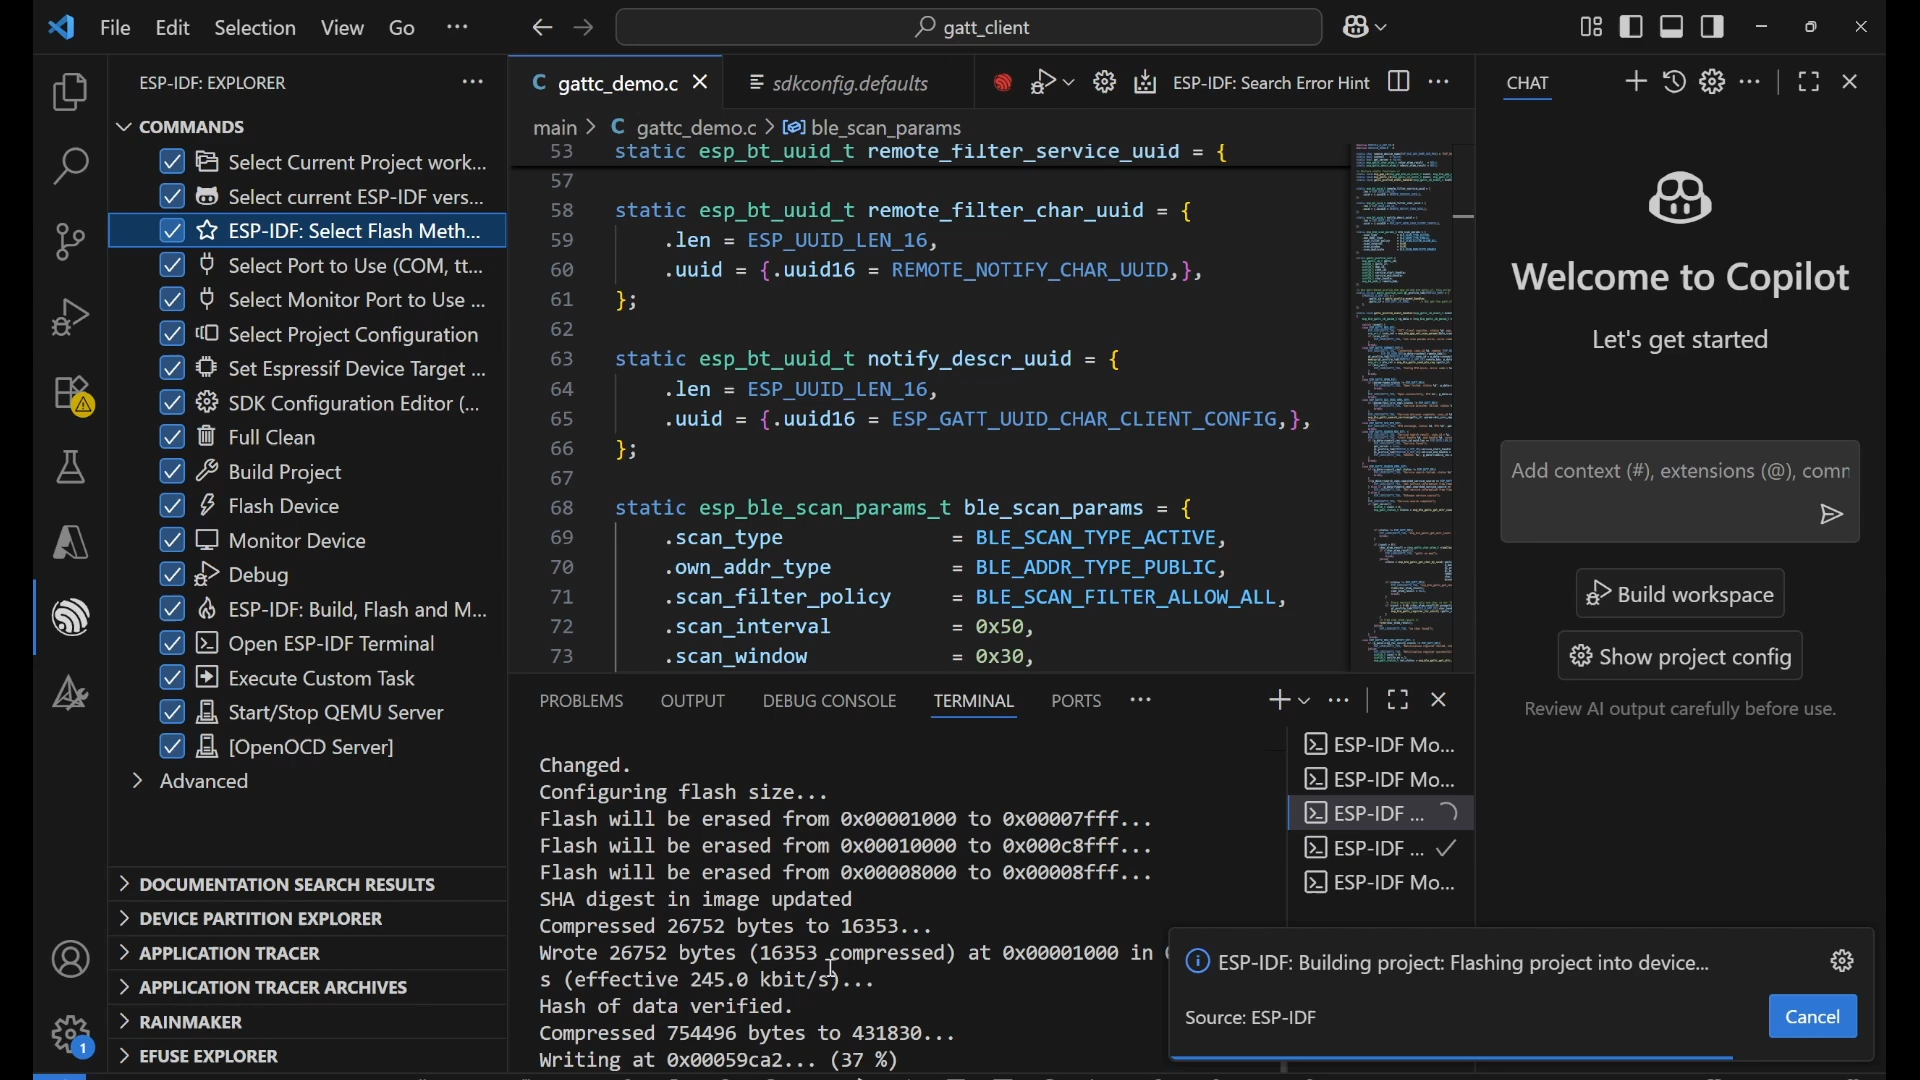 File Edit Selection View Go ···
gatt_client
ESP-IDF: EXPLORER
COMMANDS
Select Current Project work...
Select current ESP-IDF vers...
ESP-IDF: Select Flash Meth...
Select Port to Use (COM, tt...
Select Monitor Port to Use ...
Select Project Configuration
Set Espressif Device Target ...
SDK Configuration Editor (...
Full Clean
Build Project
Flash Device
Monitor Device
Debug
ESP-IDF: Build, Flash and M...
Open ESP-IDF Terminal
Execute Custom Task
Start/Stop QEMU Server
[OpenOCD Server]
Advanced
DOCUMENTATION SEARCH RESULTS
DEVICE PARTITION EXPLORER
APPLICATION TRACER
APPLICATION TRACER ARCHIVES
RAINMAKER
EFUSE EXPLORER
1
C gattc_demo.c
sdkconfig.defaults
ESP-IDF: Search Error Hint
main > C gattc_demo.c > ble_scan_params
53 static esp_bt_uuid_t remote_filter_service_uuid = {
57
58 static esp_bt_uuid_t remote_filter_char_uuid = {
59 .len = ESP_UUID_LEN_16,
60 .uuid = {.uuid16 = REMOTE_NOTIFY_CHAR_UUID,},
61 };
62
63 static esp_bt_uuid_t notify_descr_uuid = {
64 .len = ESP_UUID_LEN_16,
65 .uuid = {.uuid16 = ESP_GATT_UUID_CHAR_CLIENT_CONFIG,},
66 };
67
68 static esp_ble_scan_params_t ble_scan_params = {
69 .scan_type = BLE_SCAN_TYPE_ACTIVE,
70 .own_addr_type = BLE_ADDR_TYPE_PUBLIC,
71 .scan_filter_policy = BLE_SCAN_FILTER_ALLOW_ALL,
72 .scan_interval = 0x50,
73 .scan_window = 0x30,
PROBLEMS OUTPUT DEBUG CONSOLE TERMINAL PORTS ···
Changed.
Configuring flash size...
Flash will be erased from 0x00001000 to 0x00007fff...
Flash will be erased from 0x00010000 to 0x000c8fff...
Flash will be erased from 0x00008000 to 0x00008fff...
SHA digest in image updated
Compressed 26752 bytes to 16353...
Wrote 26752 bytes (16353 compressed) at 0x00001000 in
s (effective 245.0 kbit/s)...
Hash of data verified.
Compressed 754496 bytes to 431830...
Writing at 0x00059ca2... (37 %)
ESP-IDF Mo...
ESP-IDF Mo...
ESP-IDF ...
ESP-IDF ...
ESP-IDF Mo...
CHAT
Welcome to Copilot
Let's get started
Add context (#), extensions (@), comm
Build workspace
Show project config
Review AI output carefully before use.
ESP-IDF: Building project: Flashing project into device...
Source: ESP-IDF
Cancel